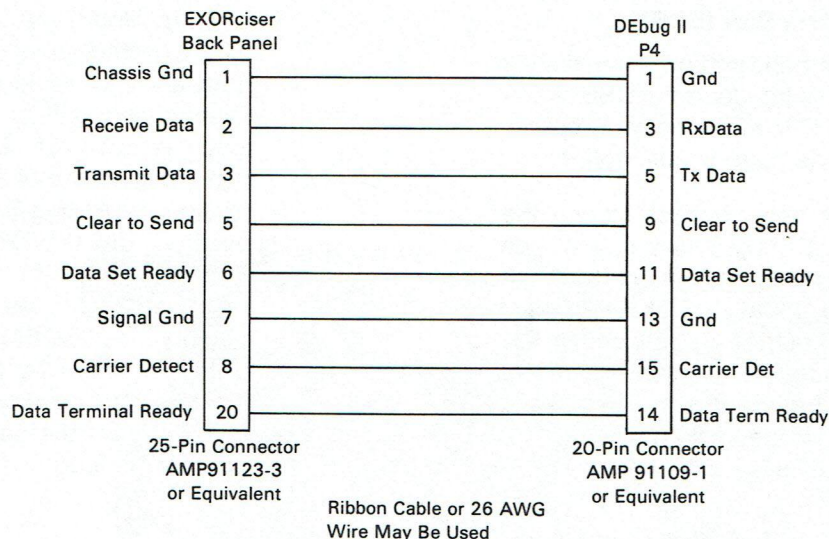 EXORciser
Back Panel
DEbug II
P4
Chassis Gnd 1 1 Gnd
Receive Data 2 3 RxData
Transmit Data 3 5 Tx Data
Clear to Send 5 9 Clear to Send
Data Set Ready 6 11 Data Set Ready
Signal Gnd 7 13 Gnd
Carrier Detect 8 15 Carrier Det
Data Terminal Ready 20 14 Data Term Ready
25-Pin Connector
AMP91123-3
or Equivalent
20-Pin Connector
AMP 91109-1
or Equivalent
Ribbon Cable or 26 AWG
Wire May Be Used